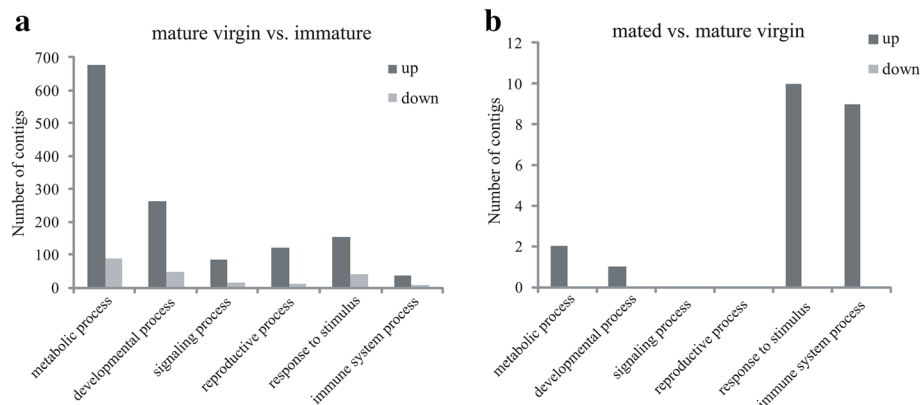 a
mature virgin vs. immature
up
down
Number of contigs
700
600
500
400
300
200
100
0
metabolic process
developmental process
signaling process
reproductive process
response to stimulus
immune system process
b
mated vs. mature virgin
up
down
Number of contigs
12
10
8
6
4
2
0
metabolic process
developmental process
signaling process
reproductive process
response to stimulus
immune system process